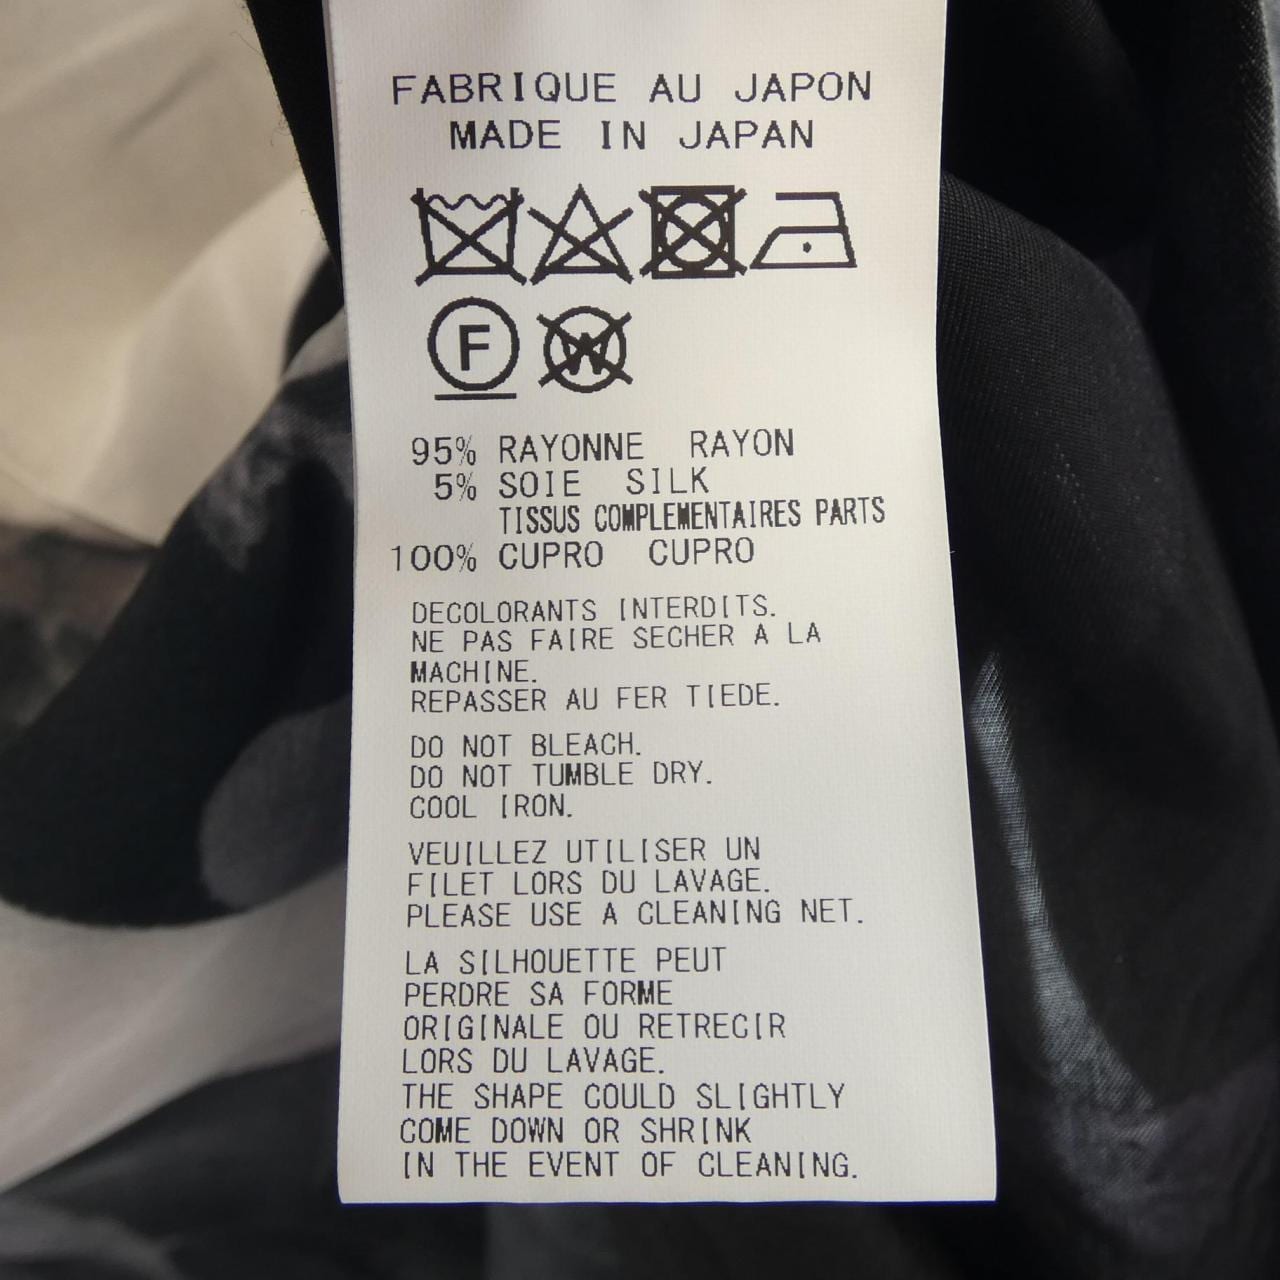 FABRIQUE AU JAPON
MADE IN JAPAN
F W
95% RAYONNE RAYON
5% SOIE SILK
TISSUS COMPLEMENTAIRES PARTS
100% CUPRO CUPRO
DECOLORANTS INTERDITS.
NE PAS FAIRE SECHER A LA
MACHINE.
REPASSER AU FER TIEDE.
DO NOT BLEACH.
DO NOT TUMBLE DRY.
COOL IRON.
VEUILLEZ UTILISER UN
FILET LORS DU LAVAGE.
PLEASE USE A CLEANING NET.
LA SILHOUETTE PEUT
PERDRE SA FORME
ORIGINALE OU RETRECIR
LORS DU LAVAGE.
THE SHAPE COULD SLIGHTLY
COME DOWN OR SHRINK
IN THE EVENT OF CLEANING.